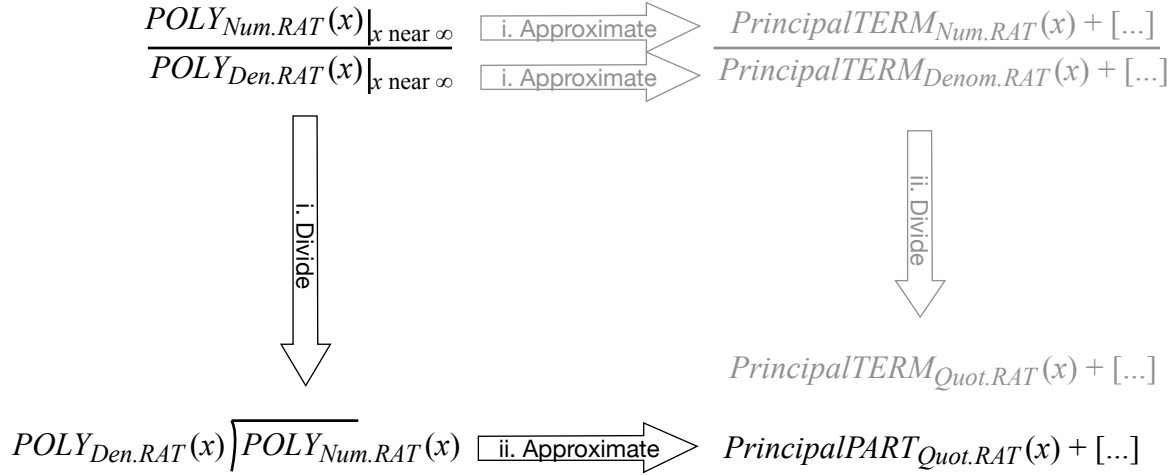 POLY_{Num.RAT}(x)|_{x near ∞} i. Approximate PrincipalTERM_{Num.RAT}(x) + [...]
POLY_{Den.RAT}(x)|_{x near ∞} i. Approximate PrincipalTERM_{Denom.RAT}(x) + [...]
i. Divide
ii. Divide
PrincipalTERM_{Quot.RAT}(x) + [...]
POLY_{Den.RAT}(x) ) POLY_{Num.RAT}(x) ii. Approximate PrincipalPART_{Quot.RAT}(x) + [...]